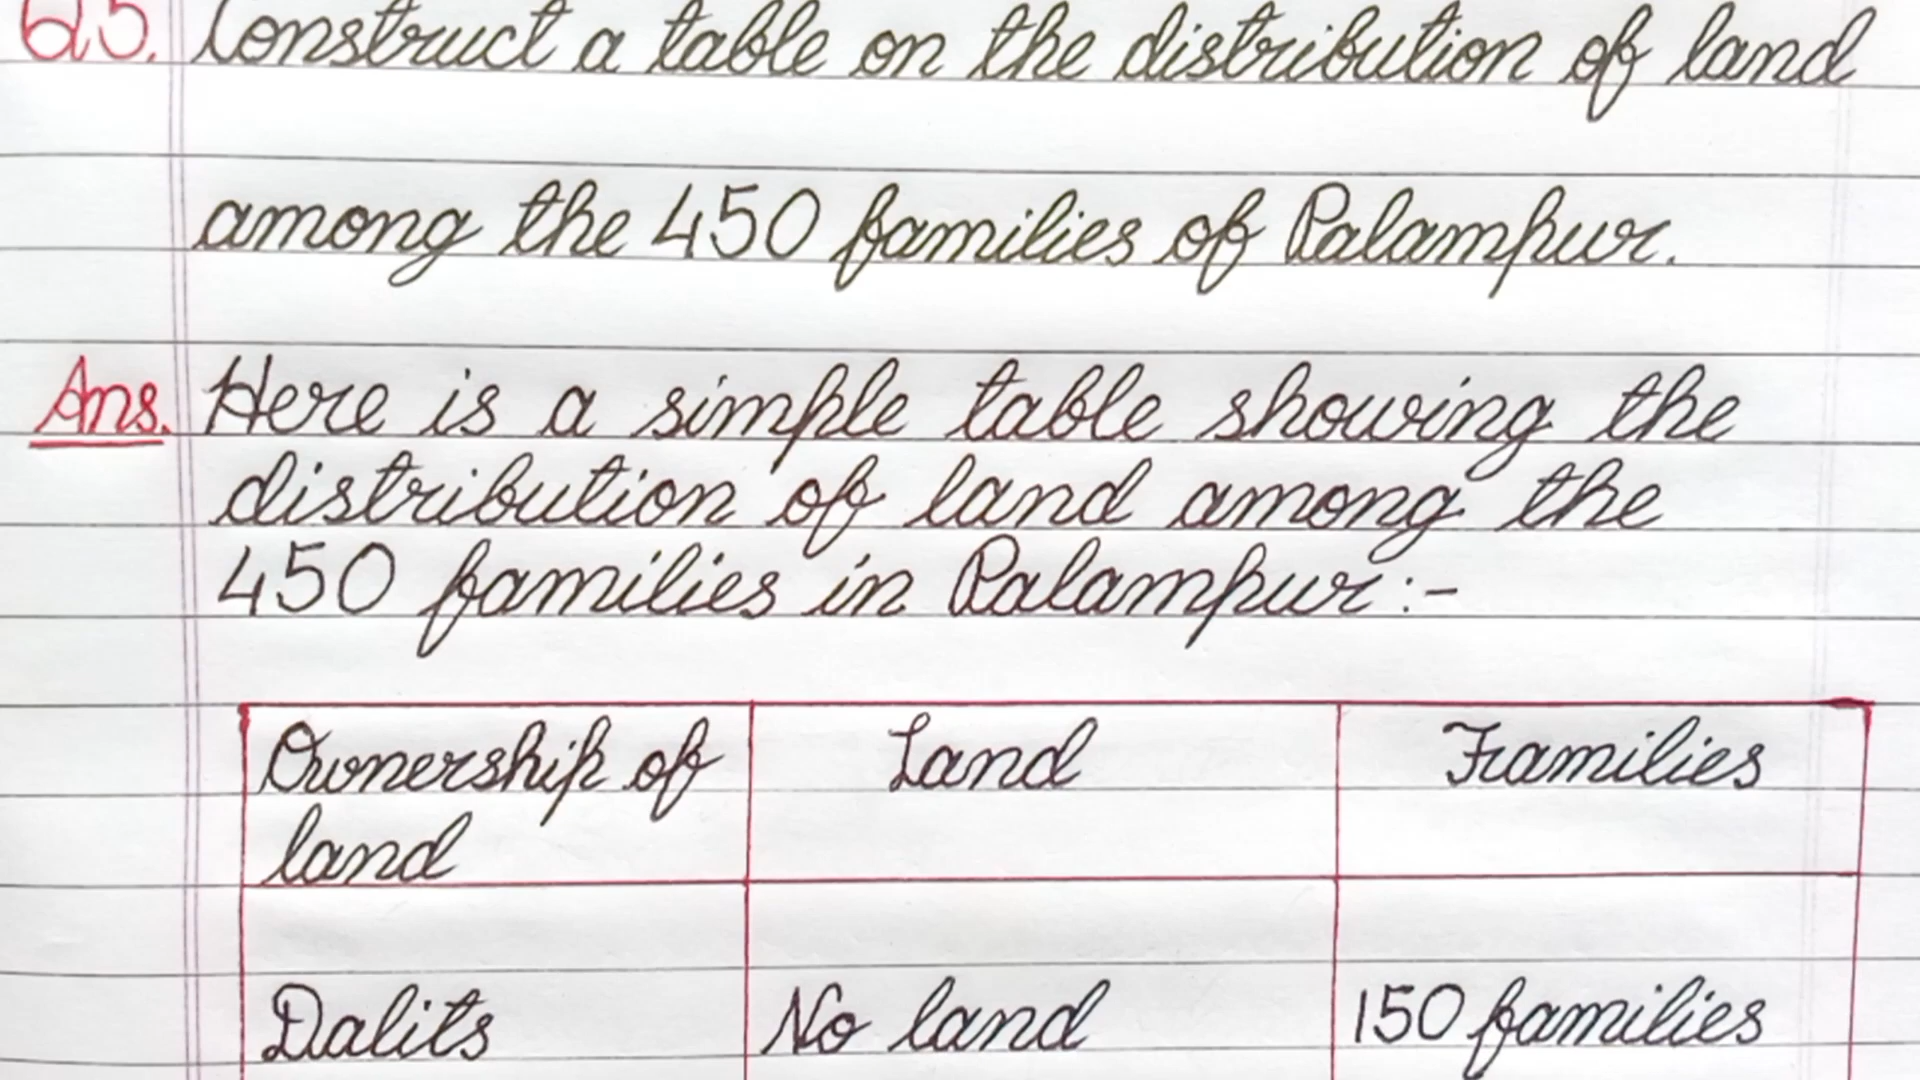 Q5. Construct a table on the distribution of land
among the 450 families of Palampur.
Ans. Here is a simple table showing the
distribution of land among the
450 families in Palampur:-
Ownership of land
Land
Families
Dalits
No land
150 families